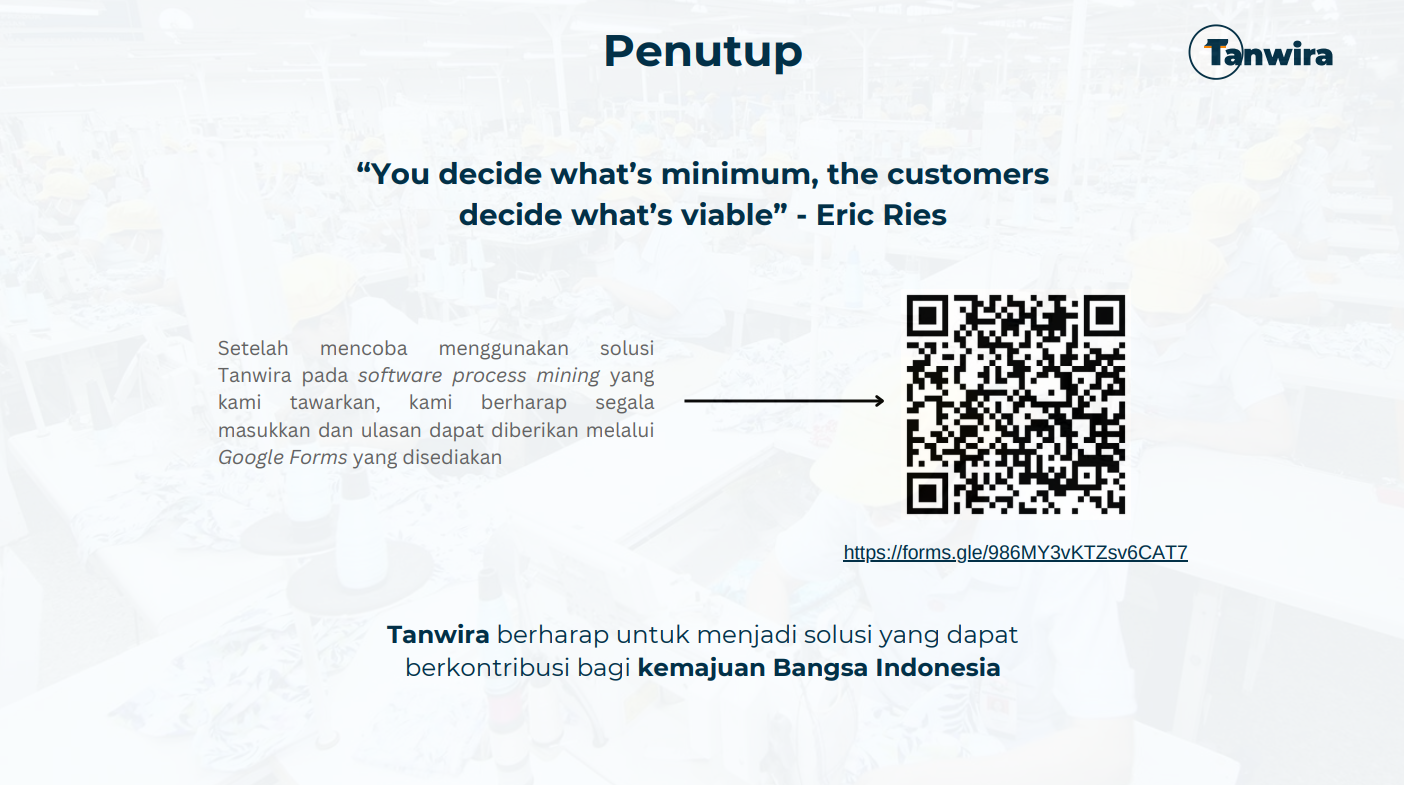 Penutup
Tanwira
“You decide what’s minimum, the customers
decide what’s viable” - Eric Ries
Setelah mencoba menggunakan solusi
Tanwira pada software process mining yang
kami tawarkan, kami berharap segala
masukkan dan ulasan dapat diberikan melalui
Google Forms yang disediakan
https://forms.gle/986MY3vKTZsv6CAT7
Tanwira berharap untuk menjadi solusi yang dapat
berkontribusi bagi kemajuan Bangsa Indonesia